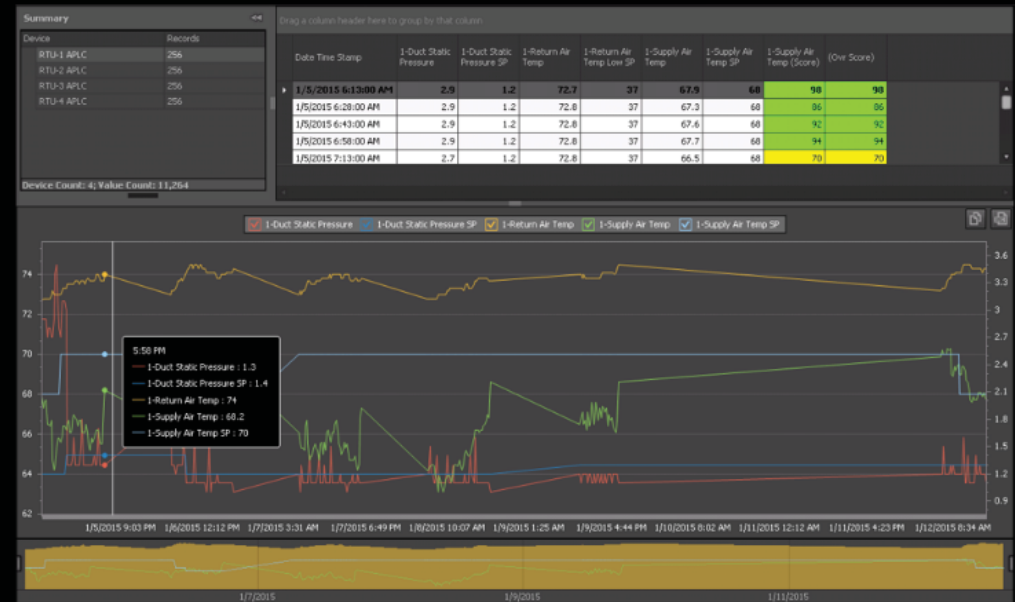 Summary
Device Records
RTU-1 APLC 256
RTU-2 APLC 256
RTU-3 APLC 256
RTU-4 APLC 256
Device Count: 4; Value Count: 11,264
Drag a column header here to group by that column
Date Time Stamp 1-Duct Static Pressure 1-Duct Static Pressure SP 1-Return Air Temp 1-Return Air Temp Low SP 1-Supply Air Temp 1-Supply Air Temp SP 1-Supply Air Temp (Score) (Ovr Score)
1/5/2015 6:13:00 AM 2.9 1.2 72.7 37 67.9 68 98 98
1/5/2015 6:28:00 AM 2.9 1.2 72.8 37 67.3 68 86 86
1/5/2015 6:43:00 AM 2.9 1.2 72.8 37 67.6 68 92 92
1/5/2015 6:58:00 AM 2.9 1.2 72.8 37 67.7 68 94 94
1/5/2015 7:13:00 AM 2.7 1.2 72.8 37 66.5 68 70 70
1-Duct Static Pressure 1-Duct Static Pressure SP 1-Return Air Temp 1-Supply Air Temp 1-Supply Air Temp SP
74
72
70
68
66
64
62
3.6
3.3
3
2.7
2.4
2.1
1.8
1.5
1.2
0.9
5:58 PM
1-Duct Static Pressure : 1.3
1-Duct Static Pressure SP : 1.4
1-Return Air Temp : 74
1-Supply Air Temp : 68.2
1-Supply Air Temp SP : 70
1/5/2015 9:03 PM 1/6/2015 12:12 PM 1/7/2015 3:31 AM 1/7/2015 6:49 PM 1/8/2015 10:07 AM 1/9/2015 1:25 AM 1/9/2015 4:44 PM 1/10/2015 8:02 AM 1/11/2015 12:12 AM 1/11/2015 4:23 PM 1/12/2015 8:34 AM
1/7/2015 1/9/2015 1/11/2015